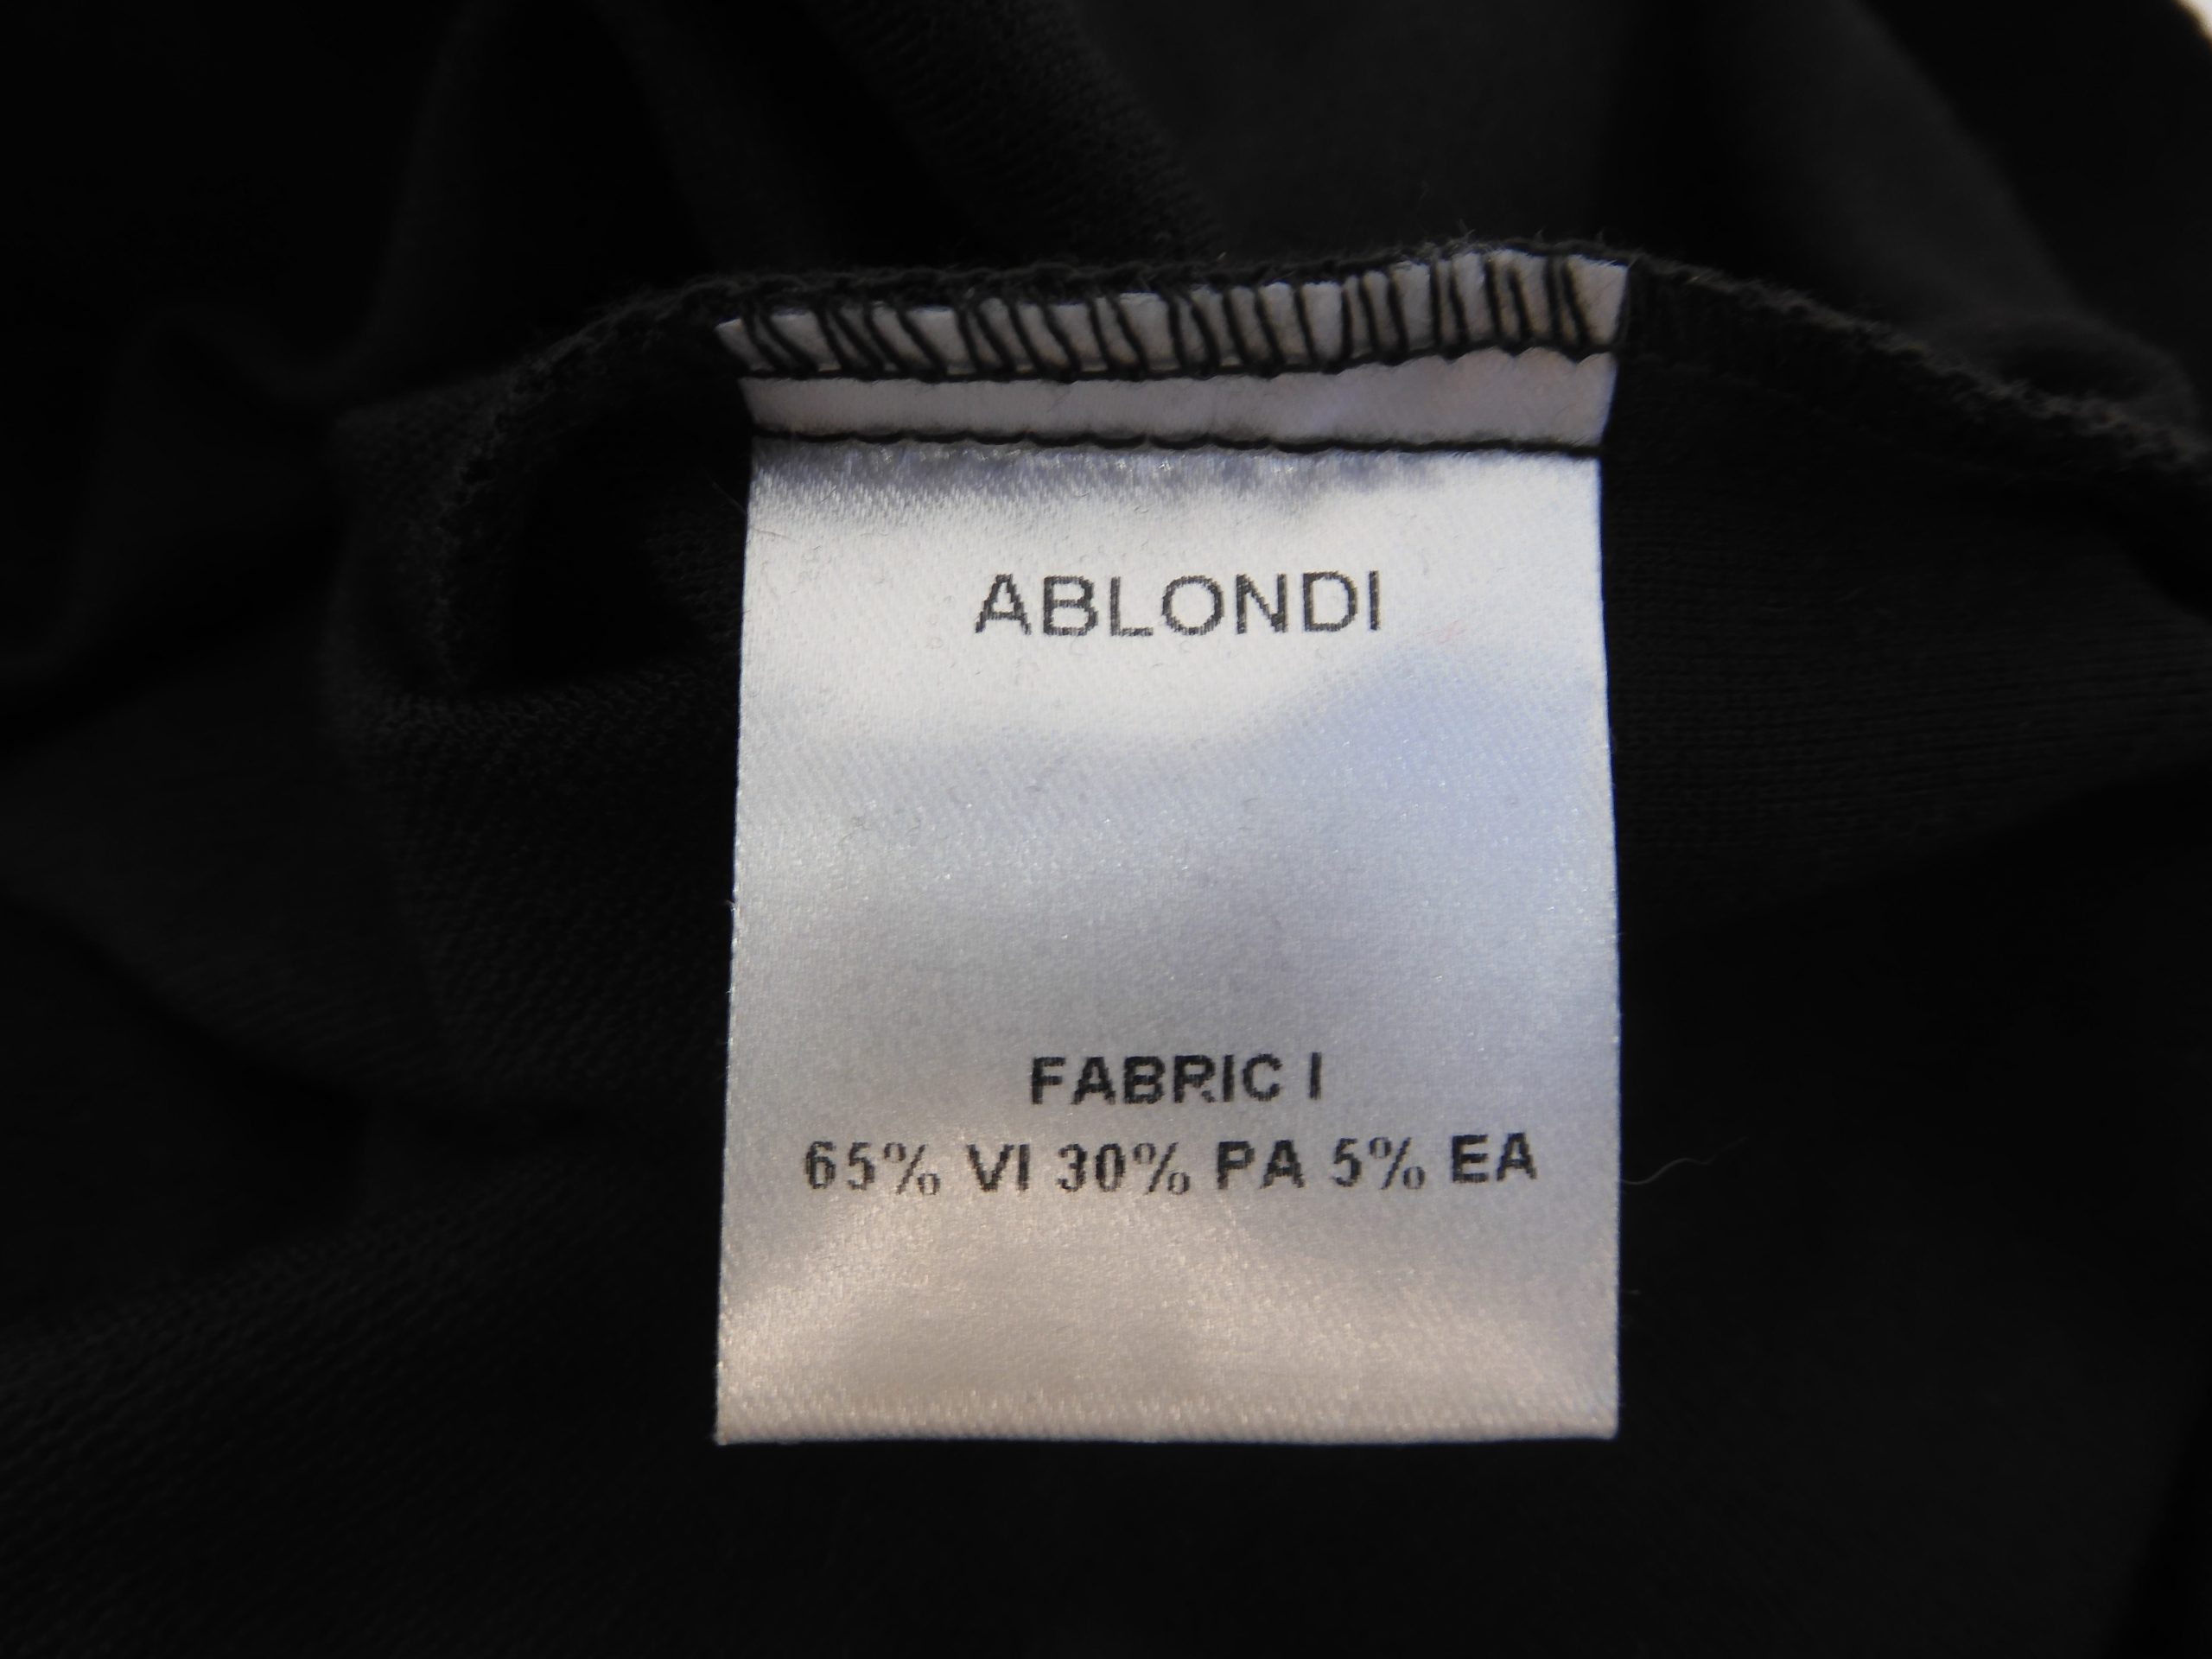 ABLONDI
FABRIC I
65% VI 30% PA 5% EA